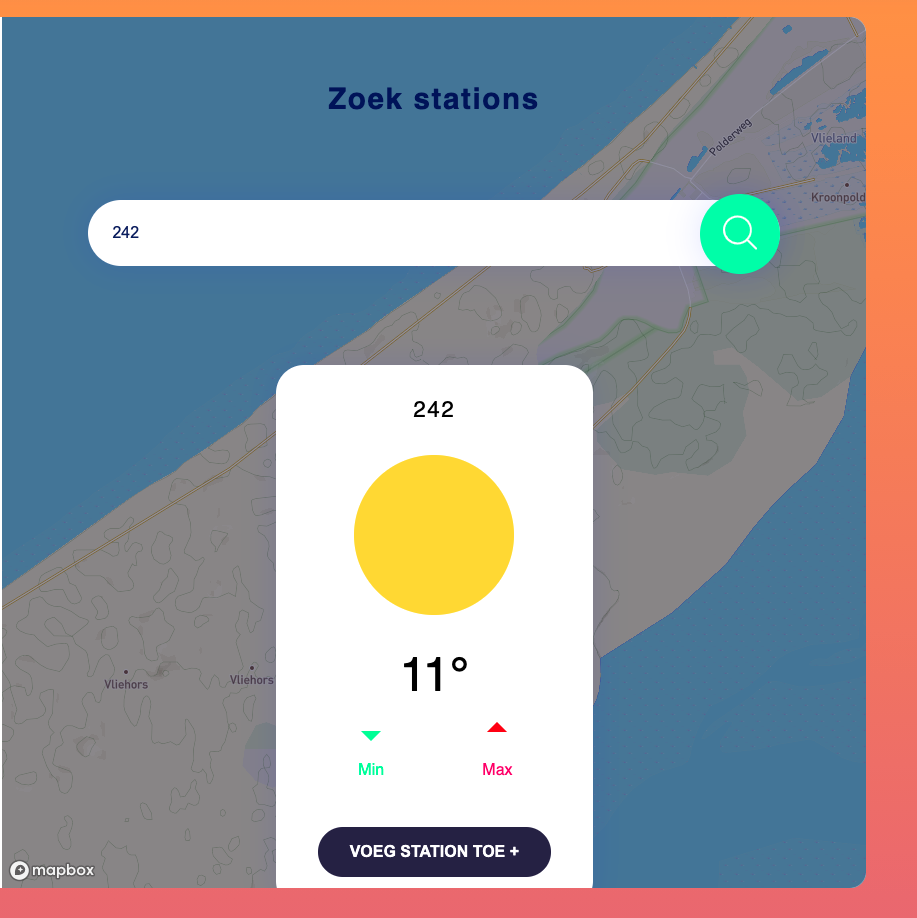 Zoek stations
Polderweg
Vlieland
Kroonpold
242
242
11°
Vliehors
Vliehors
Min
Max
VOEG STATION TOE +
mapbox